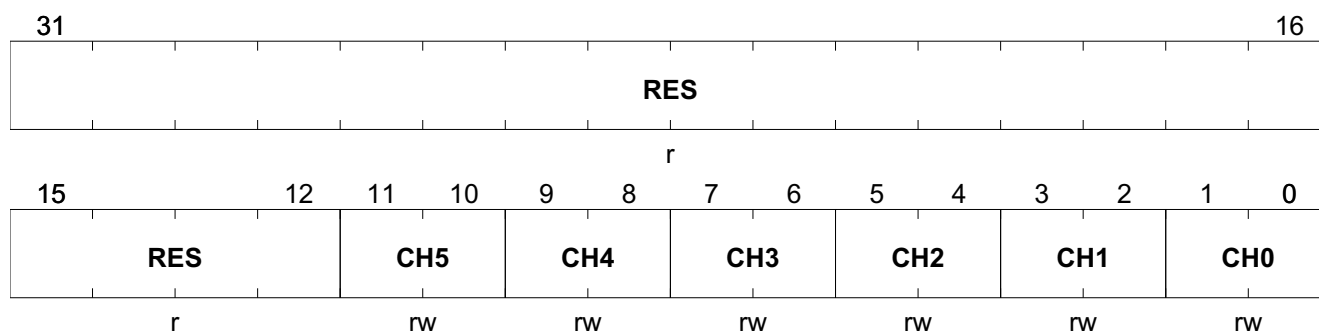 31 16
RES
r
15 12 11 10 9 8 7 6 5 4 3 2 1 0
RES CH5 CH4 CH3 CH2 CH1 CH0
r rw rw rw rw rw rw